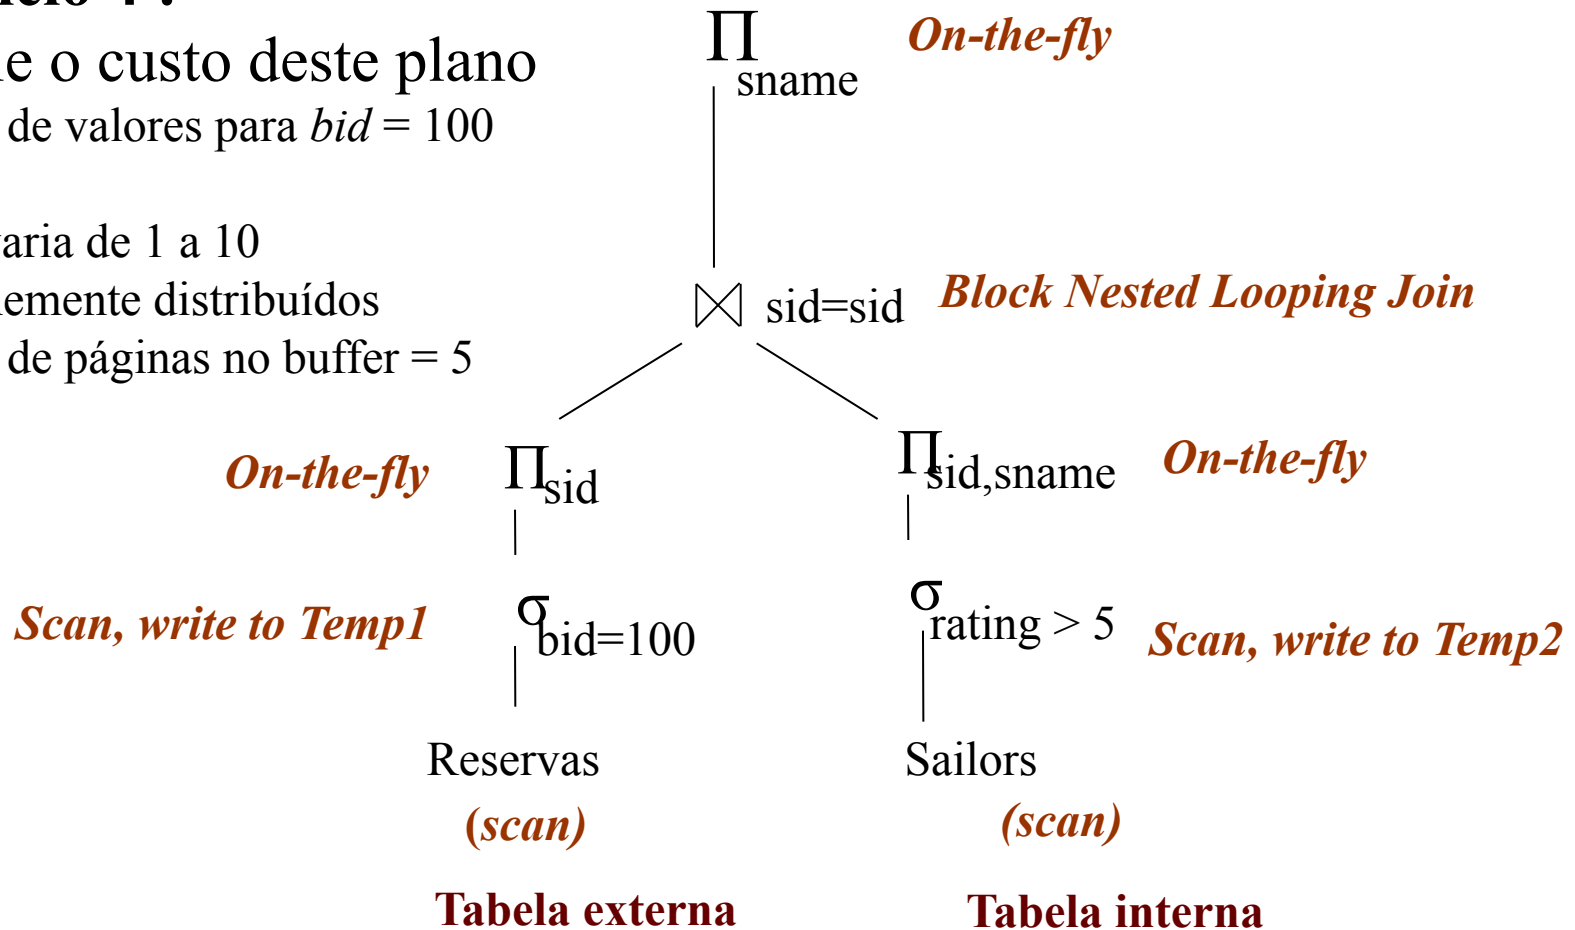 e o custo deste plano
de valores para bid = 100
varia de 1 a 10
distribuídos
de páginas no buffer = 5
Π sname On-the-fly
⋈ sid=sid Block Nested Looping Join
On-the-fly Π sid
Π sid,sname On-the-fly
Scan, write to Temp1 σ bid=100
σ rating > 5 Scan, write to Temp2
Reservas
(scan)
Tabela externa
Sailors
(scan)
Tabela interna